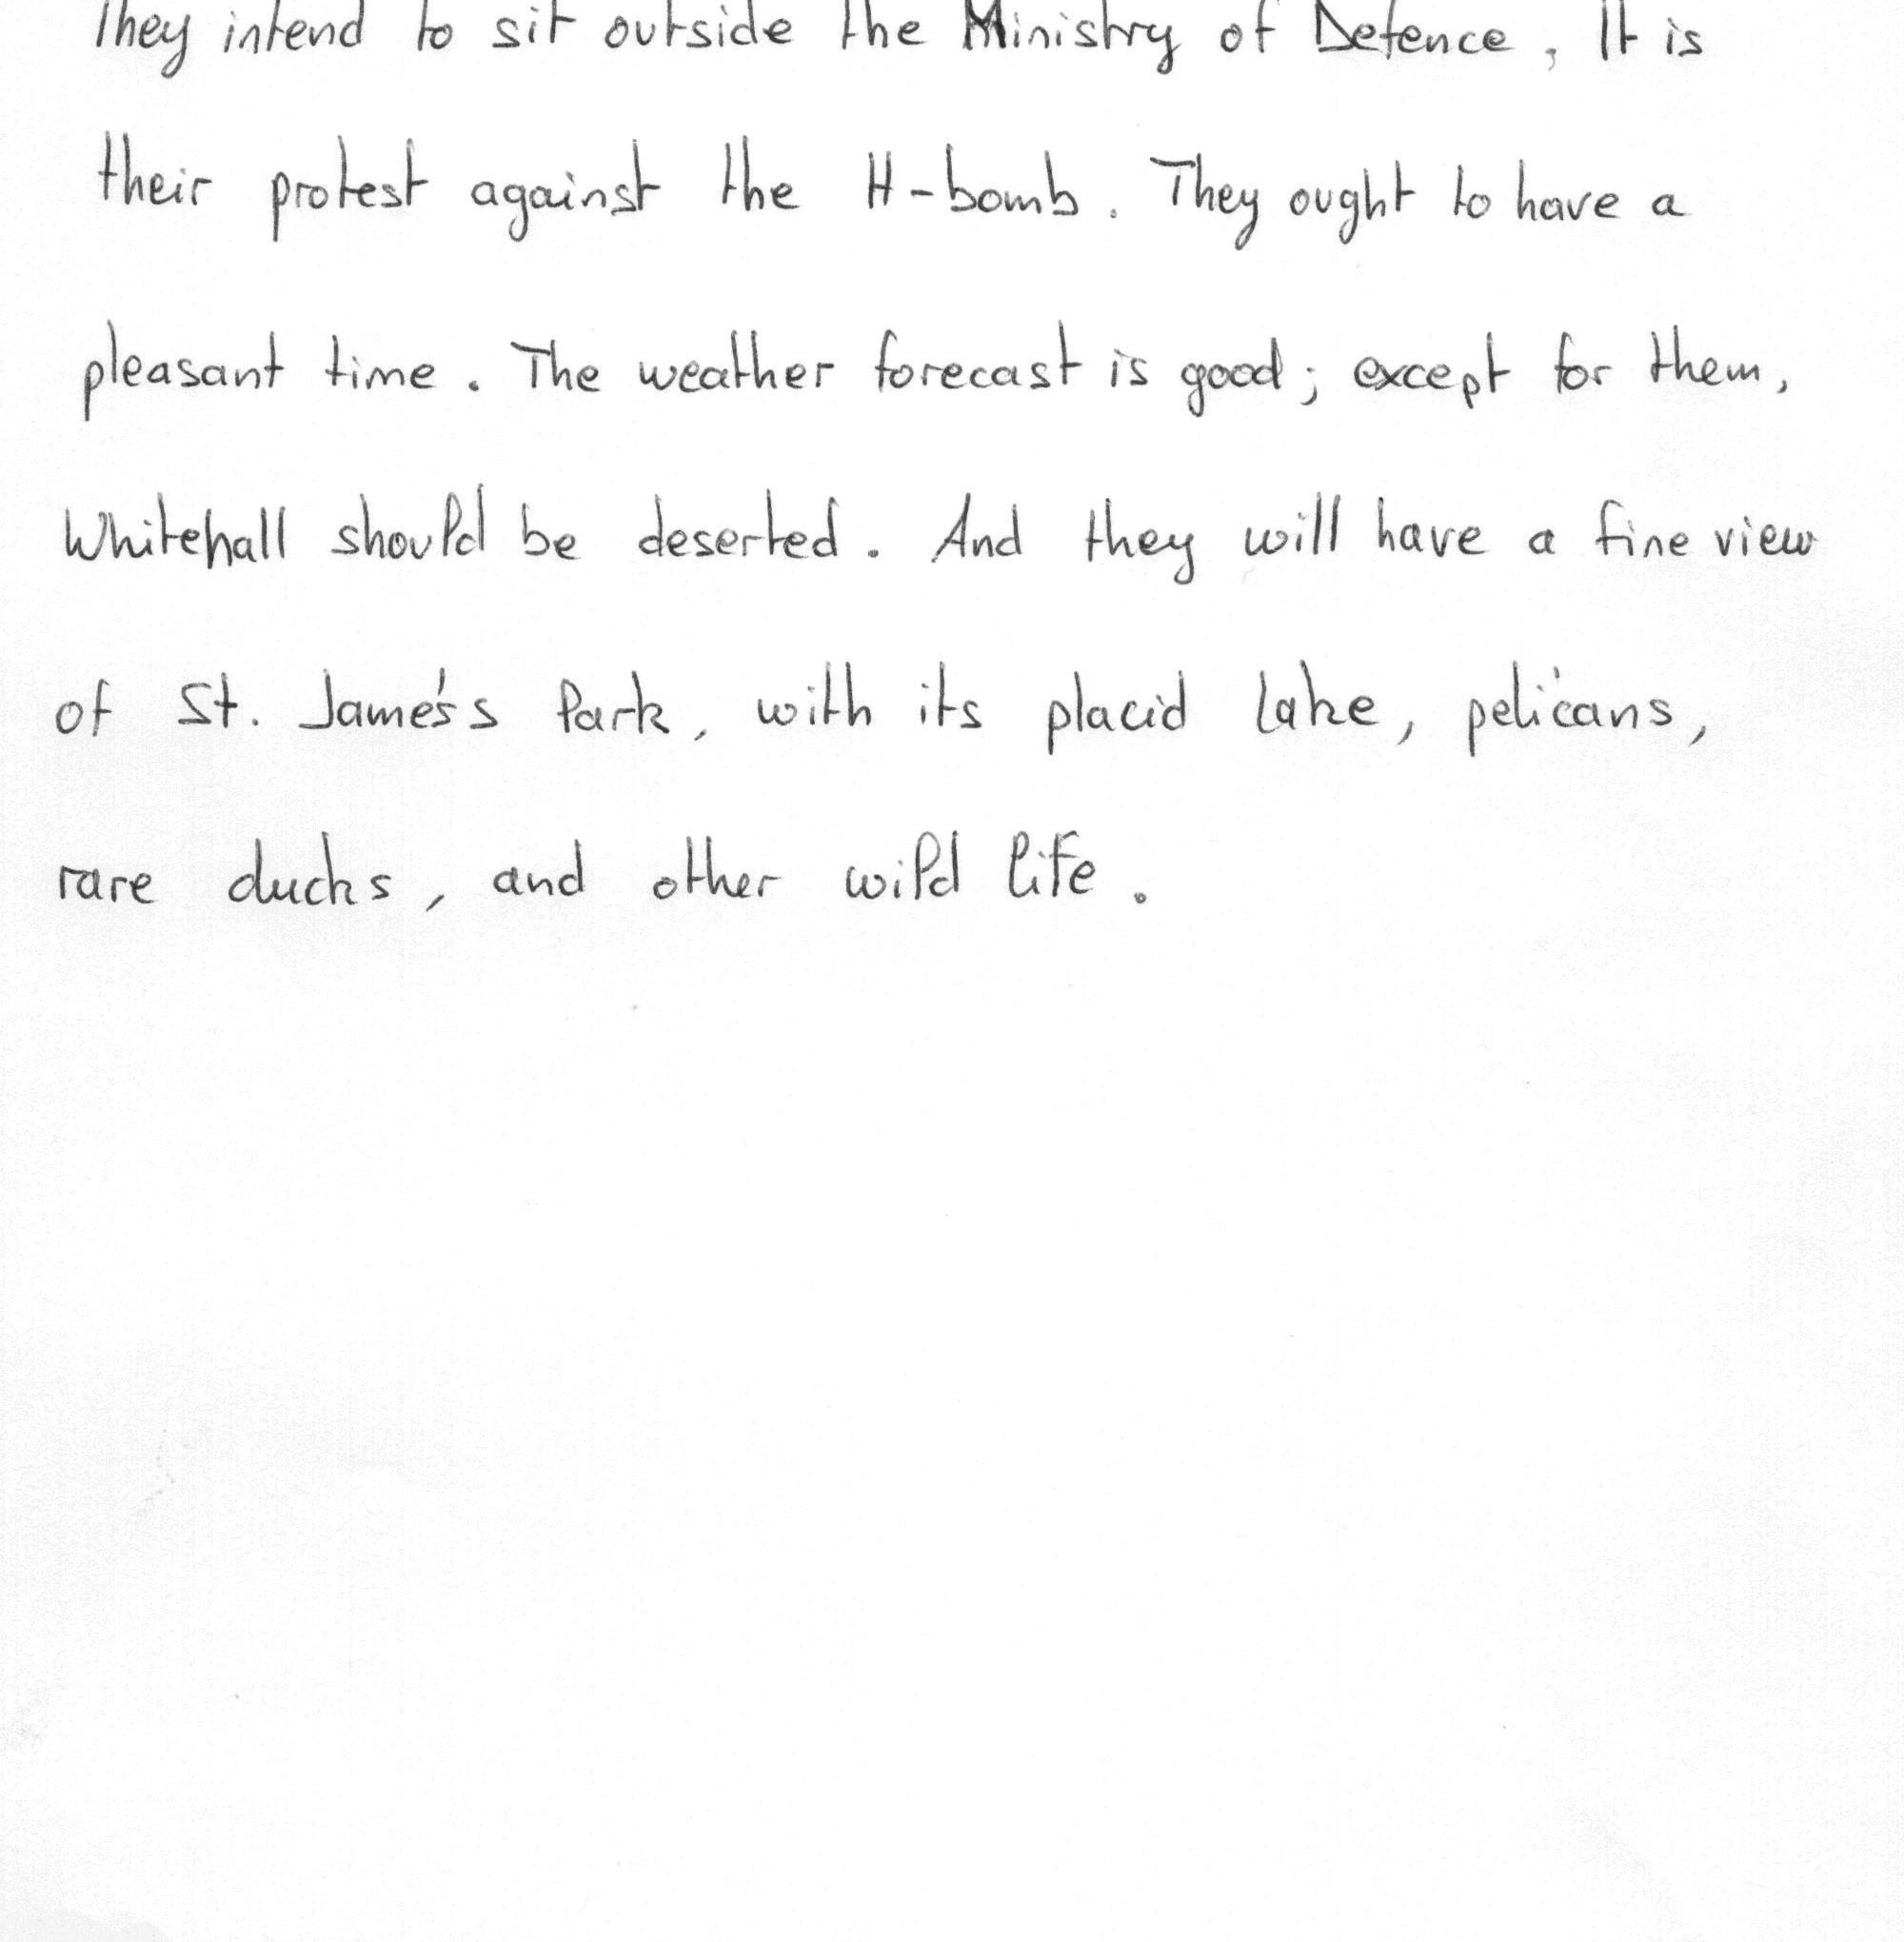 They intend to sit outside the Ministry of Defence. It is
their protest against the H-bomb. They ought to have a
pleasant time. The weather forecast is good; except for them,
Whitehall should be deserted. And they will have a fine view
of St. James's Park, with its placid lake, pelicans,
rare ducks, and other wild life.